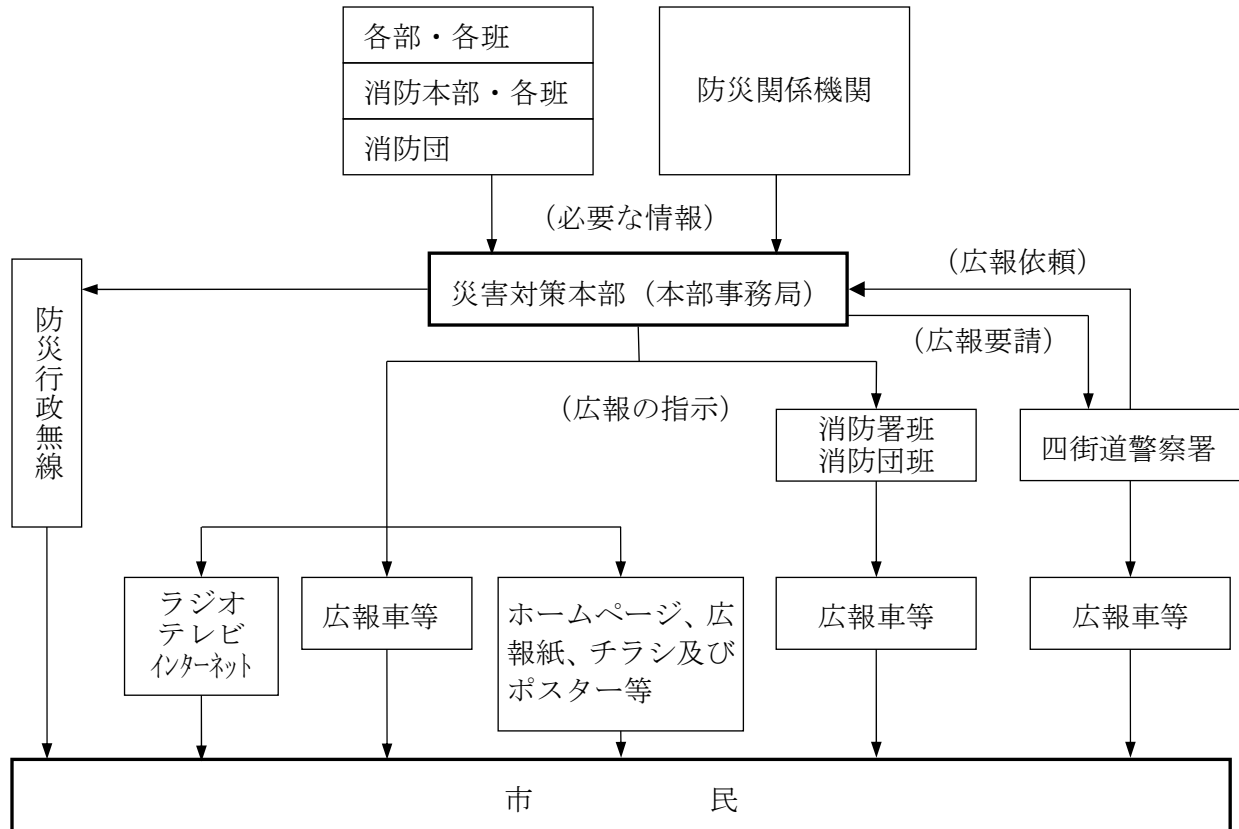 各部・各班
消防本部・各班
消防団
防災関係機関
（必要な情報）
（広報依頼）
災害対策本部（本部事務局）
（広報要請）
防災行政無線
（広報の指示）
消防署班
消防団班
四街道警察署
ラジオ
テレビ
インターネット
広報車等
ホームページ、広
報紙、チラシ及び
ポスター等
広報車等
広報車等
市　　　　民